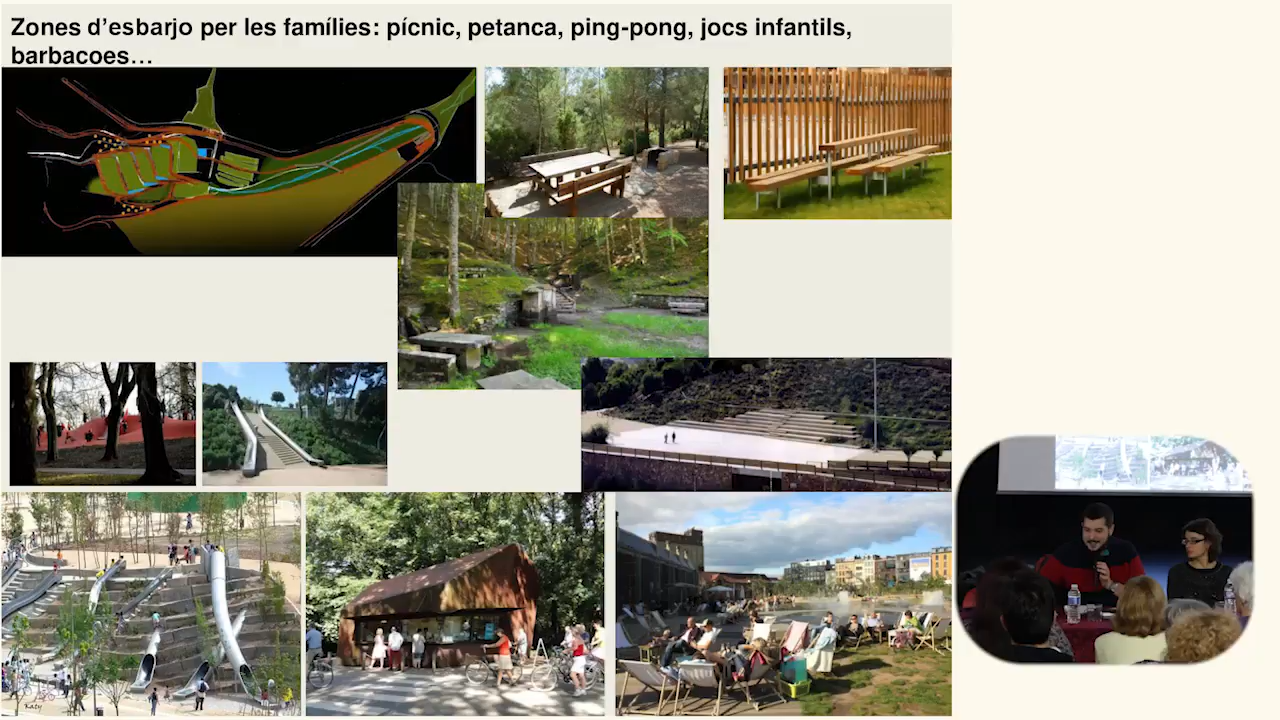 Zones d’esbarjo per les famílies: pícnic, petanca, ping-pong, jocs infantils,
barbacoes…